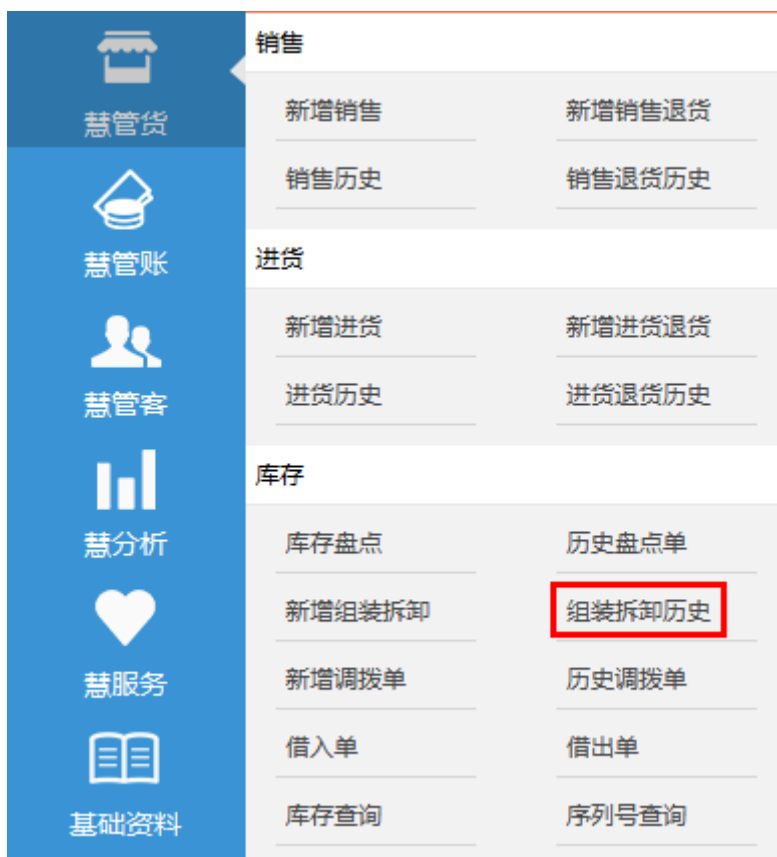 慧管货
慧管账
慧管客
慧分析
慧服务
基础资料
销售
新增销售 新增销售退货
销售历史 销售退货历史
进货
新增进货 新增进货退货
进货历史 进货退货历史
库存
库存盘点 历史盘点单
新增组装拆卸 组装拆卸历史
新增调拨单 历史调拨单
借入单 借出单
库存查询 序列号查询